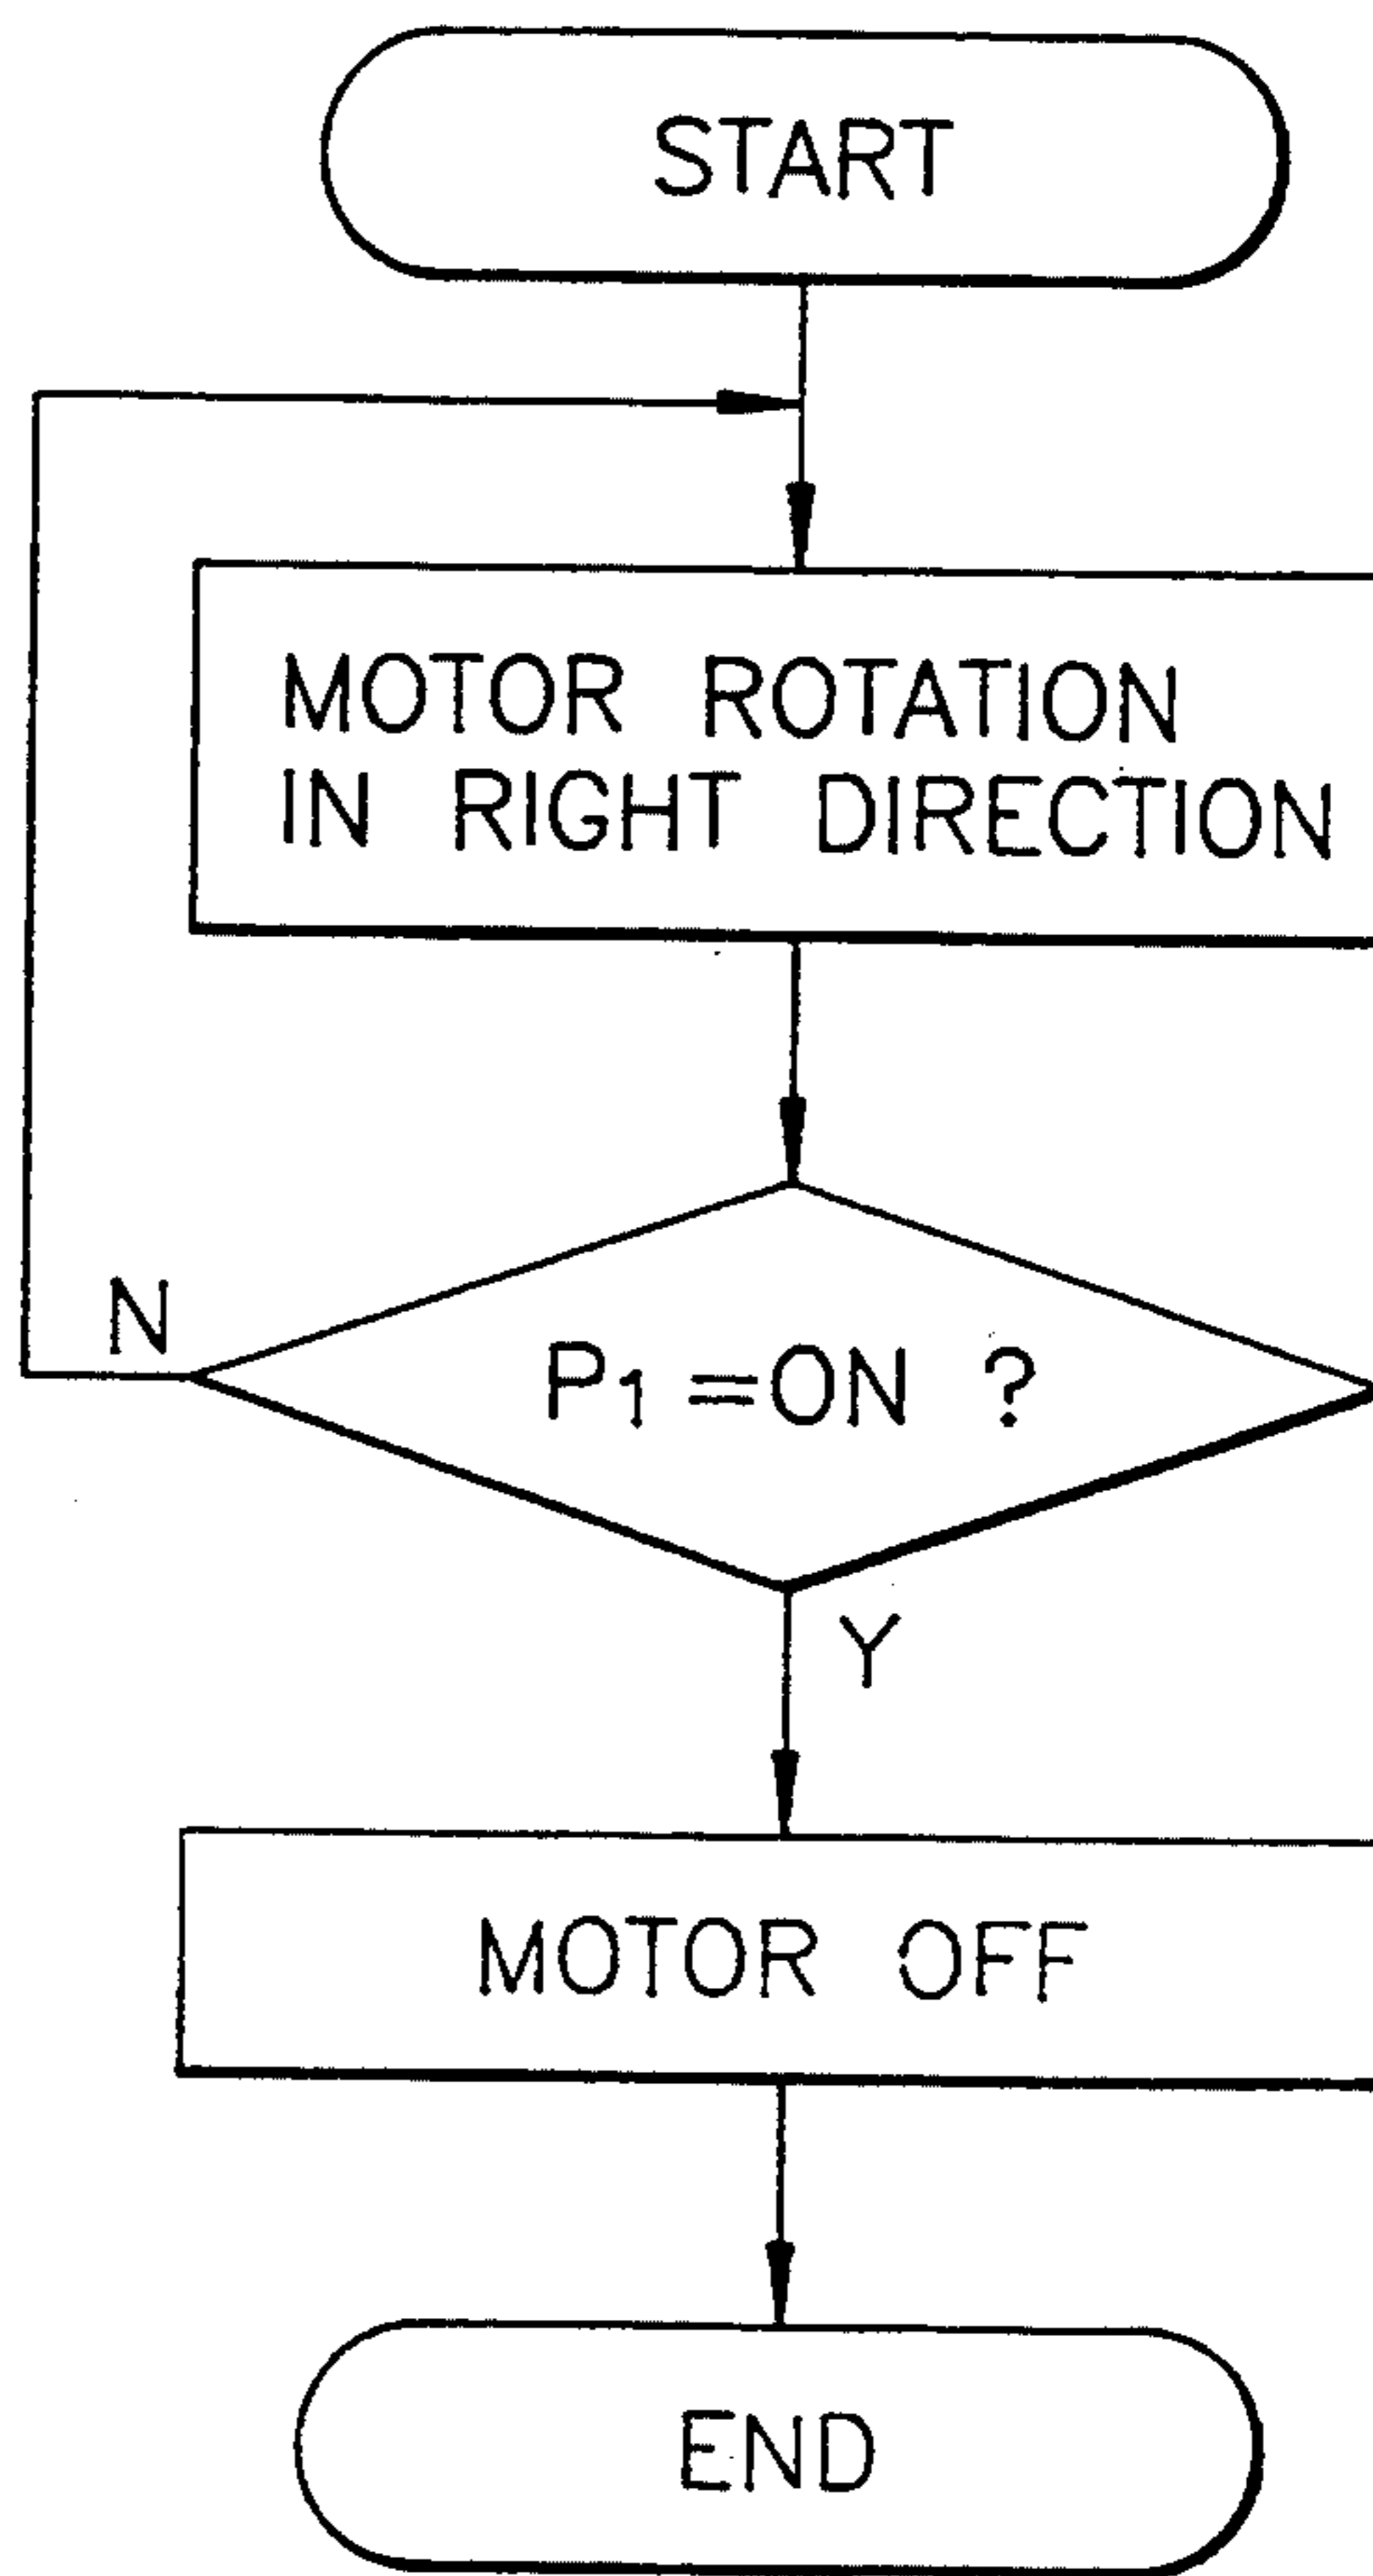 START
MOTOR ROTATION
IN RIGHT DIRECTION
N
P1=ON ?
Y
MOTOR OFF
END